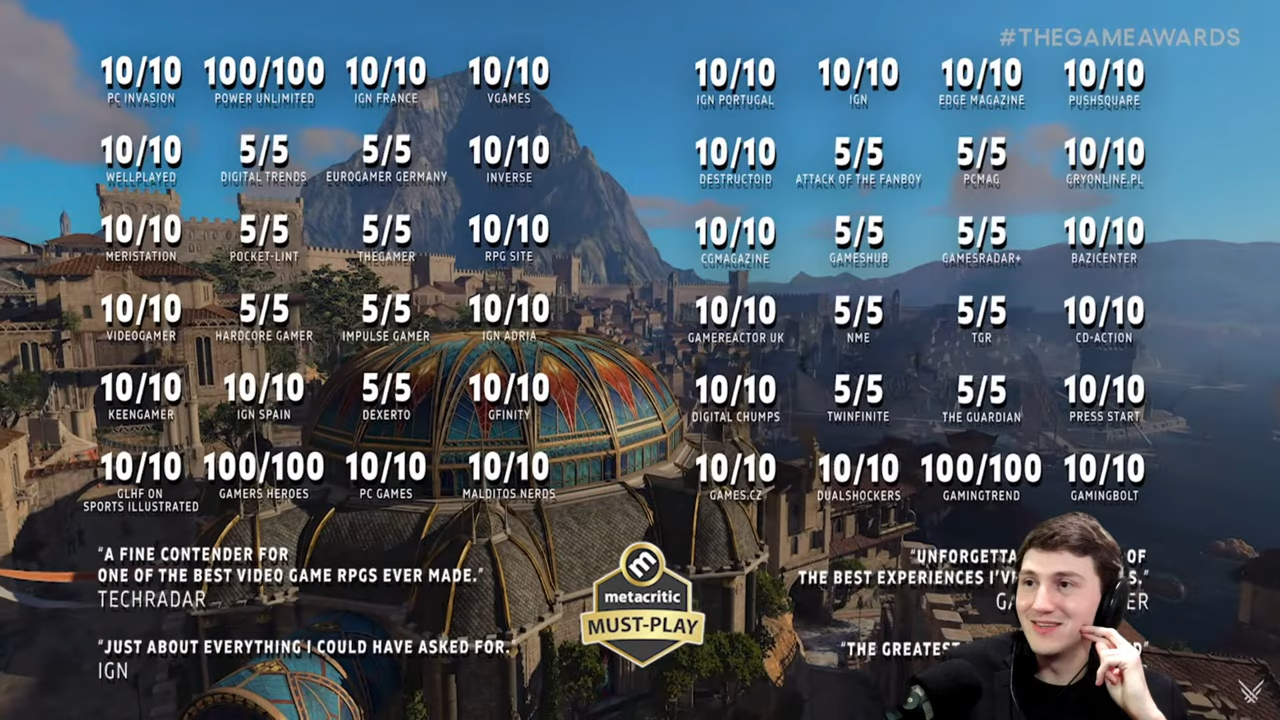 #THEGAMEAWARDS
10/10 100/100 10/10 10/10 10/10 10/10 10/10 10/10
PC INVASION POWER UNLIMITED IGN FRANCE VGAMES IGN PORTUGAL IGN EDGE MAGAZINE PUSHSQUARE
10/10 5/5 5/5 10/10 10/10 5/5 5/5 10/10
WELLPLAYED DIGITAL TRENDS EUROGAMER GERMANY INVERSE DESTRUCTOID ATTACK OF THE FANBOY PCMAG GRYONLINE.PL
10/10 5/5 5/5 10/10 10/10 5/5 5/5 10/10
MERISTATION POCKET-LINT THEGAMER RPG SITE CGMAGAZINE GAMESHUB GAMESRADAR+ BAZICENTER
10/10 5/5 5/5 10/10 10/10 5/5 5/5 10/10
VIDEOGAMER HARDCORE GAMER IMPULSE GAMER IGN ADRIA GAMEREACTOR UK NME TGR CD-ACTION
10/10 10/10 5/5 10/10 10/10 5/5 5/5 10/10
KEENGAMER IGN SPAIN DEXERTO GFINITY DIGITAL CHUMPS TWINFINITE THE GUARDIAN PRESS START
10/10 100/100 10/10 10/10 10/10 10/10 100/100 10/10
GLHF ON SPORTS ILLUSTRATED GAMERS HEROES PC GAMES MALDITOS NERDS GAMES.CZ DUALSHOCKERS GAMINGTREND GAMINGBOLT
"A FINE CONTENDER FOR
ONE OF THE BEST VIDEO GAME RPGS EVER MADE."
TECHRADAR
"JUST ABOUT EVERYTHING I COULD HAVE ASKED FOR."
IGN
m
metacritic
MUST-PLAY
OF
THE BEST EXPERIENCES
"THE GREATEST